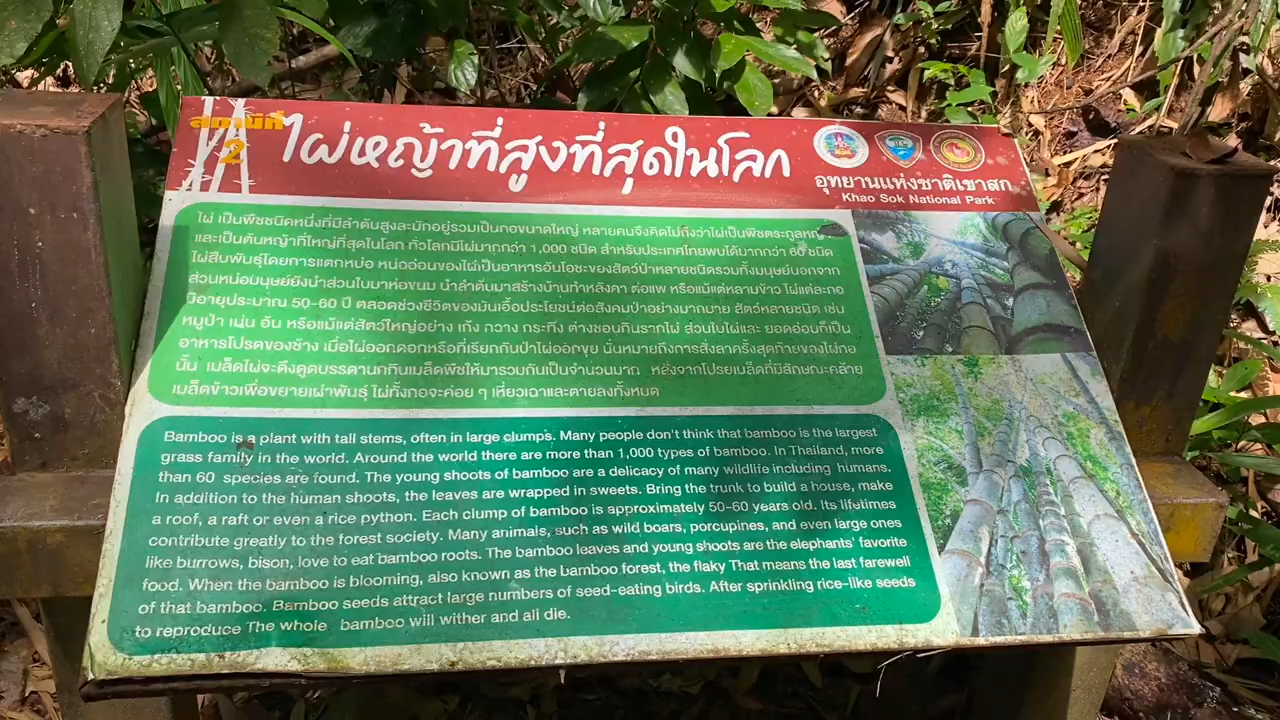 สถานีที่
2
ไผ่หญ้าที่สูงที่สุดในโลก
อุทยานแห่งชาติเขาสก
Khao Sok National Park
ไผ่ เป็นพืชชนิดหนึ่งที่มีลำต้นสูงและมักอยู่รวมเป็นกอขนาดใหญ่ หลายคนจึงคิดไม่ถึงว่าไผ่เป็นพืชตระกูลหญ้า
และเป็นต้นหญ้าที่ใหญ่ที่สุดในโลก ทั่วโลกมีไผ่มากกว่า 1,000 ชนิด สำหรับประเทศไทยพบได้มากกว่า 60 ชนิด
ไผ่สืบพันธุ์โดยการแตกหน่อ หน่ออ่อนของไผ่เป็นอาหารอันโอชะของสัตว์ป่าหลายชนิดรวมทั้งมนุษย์นอกจาก
ส่วนหน่อมนุษย์ยังนำส่วนใบมาห่อขนม นำลำต้นมาสร้างบ้านทำหลังคา ต่อแพ หรือแม้แต่หลามข้าว ไผ่แต่ละกอ
มีอายุประมาณ 50-60 ปี ตลอดช่วงชีวิตของมันเอื้อประโยชน์ต่อสังคมป่าอย่างมากมาย สัตว์หลายชนิด เช่น
หมูป่า เม่น อ้น หรือแม้แต่สัตว์ใหญ่อย่าง เก้ง กวาง กระทิง ต่างชอบกินรากไผ่ ส่วนใบไผ่และ ยอดอ่อนก็เป็น
อาหารโปรดของช้าง เมื่อไผ่ออกดอกหรือที่เรียกกันป่าไผ่ออกขุย นั่นหมายถึงการสั่งลาครั้งสุดท้ายของไผ่กอ
นั้น เมล็ดไผ่จะดึงดูดบรรดานกกินเมล็ดพืชให้มารวมกันเป็นจำนวนมาก หลังจากโปรยเมล็ดที่มีลักษณะคล้าย
เมล็ดข้าวเพื่อขยายเผ่าพันธุ์ ไผ่ทั้งกอจะค่อย ๆ เหี่ยวเฉาและตายลงทั้งหมด
Bamboo is a plant with tall stems, often in large clumps. Many people don't think that bamboo is the largest
grass family in the world. Around the world there are more than 1,000 types of bamboo. In Thailand, more
than 60 species are found. The young shoots of bamboo are a delicacy of many wildlife including humans.
In addition to the human shoots, the leaves are wrapped in sweets. Bring the trunk to build a house, make
a roof, a raft or even a rice python. Each clump of bamboo is approximately 50-60 years old. Its lifetimes
contribute greatly to the forest society. Many animals, such as wild boars, porcupines, and even large ones
like burrows, bison, love to eat bamboo roots. The bamboo leaves and young shoots are the elephants' favorite
food. When the bamboo is blooming, also known as the bamboo forest, the flaky That means the last farewell
of that bamboo. Bamboo seeds attract large numbers of seed-eating birds. After sprinkling rice-like seeds
to reproduce The whole bamboo will wither and all die.